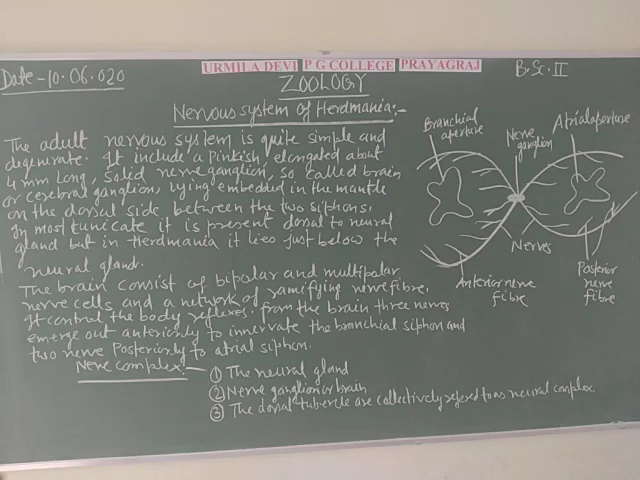 Date-10.06.020
URMILA DEVI P G COLLEGE PRAYAGRAJ
B.Sc. II
ZOOLOGY
Nervous system of Herdmania:-
The adult nervous system is quite simple and
degenerate. It include a pinkish, elongated about
4 mm long, solid nerve ganglion, so called brain
or cerebral ganglion, lying embedded in the mantle
on the dorsal side between the two siphons.
In most tunicate it is present dorsal to neural
gland but in Herdmania it lies just below the
neural gland.
The brain consist of bipolar and multipolar
nerve cells and a network of ramifying nerve fibre.
It control the body reflexes. From the brain three nerves
emerge out anteriorly to innervate the branchial siphon and
two nerve Posteriorly to atrial siphon.
Nerve complex:-
① The neural gland
② Nerve ganglion or brain
③ The dorsal tubercle are collectively refered to as neural complex
Branchial
aperture
Nerve
ganglion
Atrial aperture
Nerves
Anterior nerve
fibre
Posterior
nerve
fibre